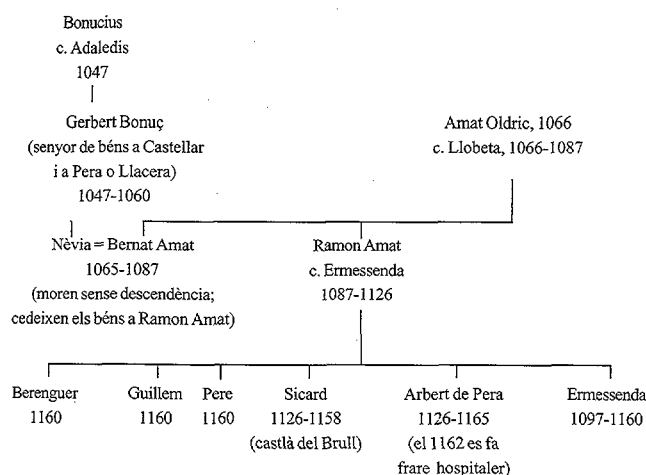 Bonucius
c. Adaledis
1047
Gerbert Bonuç
(senyor de béns a Castellar
i a Pera o Llacera)
1047-1060
Amat Oldric, 1066
c. Llobeta, 1066-1087
Nèvia = Bernat Amat
1065-1087
(moren sense descendència;
cedeixen els béns a Ramon Amat)
Ramon Amat
c. Ermessenda
1087-1126
Berenguer
1160
Guillem
1160
Pere
1160
Sicard
1126-1158
(castlà del Brull)
Arbert de Pera
1126-1165
(el 1162 es fa
frare hospitaler)
Ermessenda
1097-1160